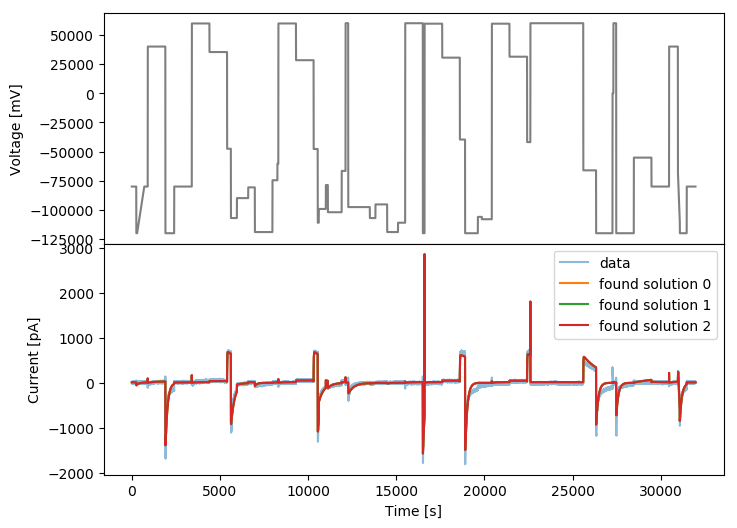 50000
25000
0
−25000
−50000
−75000
−100000
−125000
Voltage [mV]
3000
2000
1000
0
−1000
−2000
Current [pA]
data
found solution 0
found solution 1
found solution 2
0 5000 10000 15000 20000 25000 30000
Time [s]